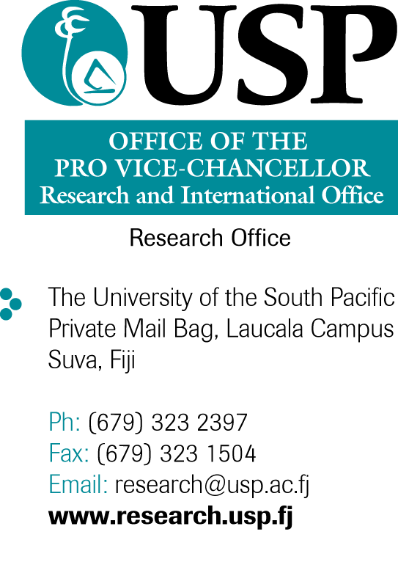 USP
OFFICE OF THE
PRO VICE-CHANCELLOR
Research and International Office
Research Office
The University of the South Pacific
Private Mail Bag, Laucala Campus
Suva, Fiji
Ph: (679) 323 2397
Fax: (679) 323 1504
Email: research@usp.ac.fj
www.research.usp.fj